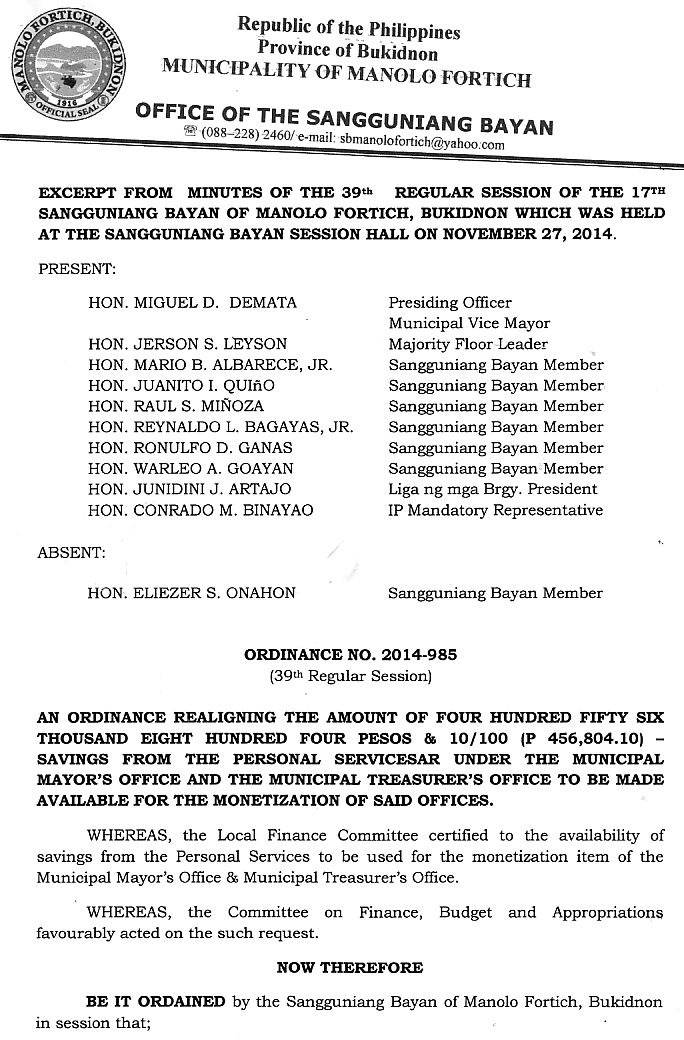 MANOLO FORTICH, BUKIDNON
1916
OFFICIAL SEAL
Republic of the Philippines
Province of Bukidnon
MUNICIPALITY OF MANOLO FORTICH
OFFICE OF THE SANGGUNIANG BAYAN
☏ (088–228) 2460/ e-mail: sbmanolofortich@yahoo.com
EXCERPT FROM MINUTES OF THE 39th REGULAR SESSION OF THE 17TH
SANGGUNIANG BAYAN OF MANOLO FORTICH, BUKIDNON WHICH WAS HELD
AT THE SANGGUNIANG BAYAN SESSION HALL ON NOVEMBER 27, 2014.
PRESENT:
HON. MIGUEL D. DEMATA Presiding Officer
Municipal Vice Mayor
HON. JERSON S. LEYSON Majority Floor Leader
HON. MARIO B. ALBARECE, JR. Sangguniang Bayan Member
HON. JUANITO I. QUIñO Sangguniang Bayan Member
HON. RAUL S. MIÑOZA Sangguniang Bayan Member
HON. REYNALDO L. BAGAYAS, JR. Sangguniang Bayan Member
HON. RONULFO D. GANAS Sangguniang Bayan Member
HON. WARLEO A. GOAYAN Sangguniang Bayan Member
HON. JUNIDINI J. ARTAJO Liga ng mga Brgy. President
HON. CONRADO M. BINAYAO IP Mandatory Representative
ABSENT:
HON. ELIEZER S. ONAHON Sangguniang Bayan Member
ORDINANCE NO. 2014-985
(39th Regular Session)
AN ORDINANCE REALIGNING THE AMOUNT OF FOUR HUNDRED FIFTY SIX
THOUSAND EIGHT HUNDRED FOUR PESOS & 10/100 (P 456,804.10) –
SAVINGS FROM THE PERSONAL SERVICESAR UNDER THE MUNICIPAL
MAYOR'S OFFICE AND THE MUNICIPAL TREASURER'S OFFICE TO BE MADE
AVAILABLE FOR THE MONETIZATION OF SAID OFFICES.
WHEREAS, the Local Finance Committee certified to the availability of
savings from the Personal Services to be used for the monetization item of the
Municipal Mayor's Office & Municipal Treasurer's Office.
WHEREAS, the Committee on Finance, Budget and Appropriations
favourably acted on the such request.
NOW THEREFORE
BE IT ORDAINED by the Sangguniang Bayan of Manolo Fortich, Bukidnon
in session that;